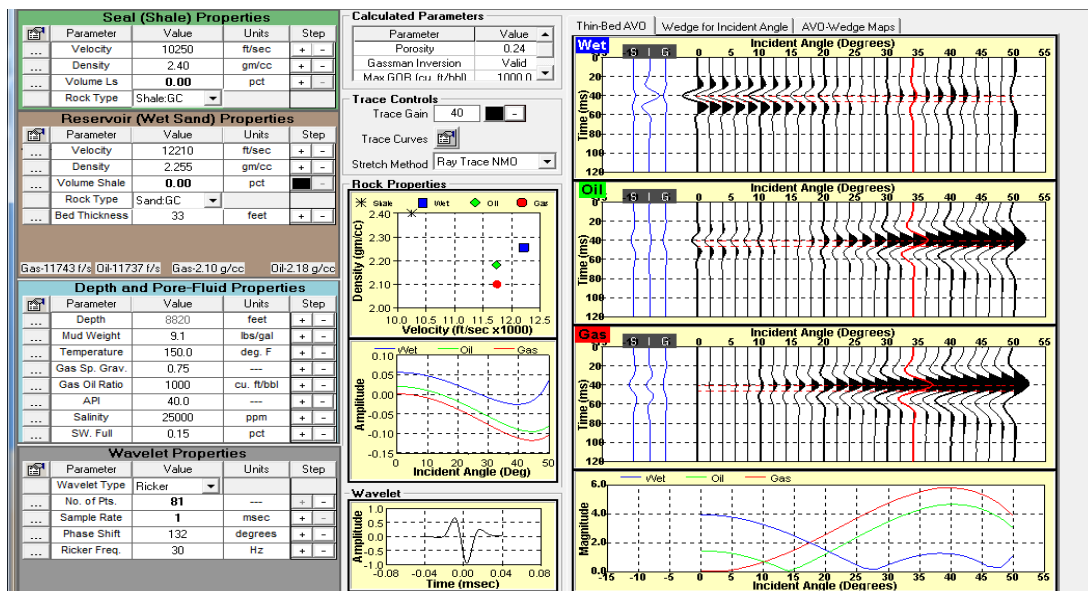 Seal (Shale) Properties
Parameter Value Units Step
... Velocity 10250 ft/sec + -
... Density 2.40 gm/cc + -
... Volume Ls 0.00 pct + -
Rock Type Shale:GC
Reservoir (Wet Sand) Properties
Parameter Value Units Step
... Velocity 12210 ft/sec + -
... Density 2.255 gm/cc + -
... Volume Shale 0.00 pct -
Rock Type Sand:GC
... Bed Thickness 33 feet + -
Gas-11743 f/s Oil-11737 f/s Gas-2.10 g/cc Oil-2.18 g/cc
Depth and Pore-Fluid Properties
Parameter Value Units Step
... Depth 8820 feet + -
... Mud Weight 9.1 lbs/gal + -
... Temperature 150.0 deg. F + -
... Gas Sp. Grav. 0.75 --- + -
... Gas Oil Ratio 1000 cu. ft/bbl + -
... API 40.0 --- + -
... Salinity 25000 ppm + -
... SW. Full 0.15 pct + -
Wavelet Properties
Parameter Value Units Step
Wavelet Type Ricker
... No. of Pts. 81 --- + -
... Sample Rate 1 msec + -
... Phase Shift 132 degrees + -
... Ricker Freq. 30 Hz + -
Calculated Parameters
Parameter Value
Porosity 0.24
Gassman Inversion Valid
Max GOR (cu. ft/bbl) 1000.0
Trace Controls
Trace Gain 40 -
Trace Curves
Stretch Method Ray Trace NMO
Rock Properties
Shale Wet Oil Gas
Density (gm/cc)
2.40
2.30
2.20
2.10
2.00
10.0 10.5 11.0 11.5 12.0 12.5
Velocity (ft/sec x1000)
Wet Oil Gas
Amplitude
0.10
0.05
0.00
-0.05
-0.10
-0.15
0 10 20 30 40 50
Incident Angle (Deg)
Wavelet
Amplitude
1.0
0.5
0.0
-0.5
-1.0
-0.08 -0.04 0.00 0.04 0.08
Time (msec)
Thin-Bed AVO Wedge for Incident Angle AVO-Wedge Maps
Wet
Incident Angle (Degrees)
-S I G 0 5 10 15 20 25 30 35 40 45 50 55
Time (ms)
0
20
40
60
80
100
120
Oil
Incident Angle (Degrees)
-S I G 0 5 10 15 20 25 30 35 40 45 50 55
Time (ms)
0
20
40
60
80
100
120
Gas
Incident Angle (Degrees)
-S I G 0 5 10 15 20 25 30 35 40 45 50 55
Time (ms)
0
20
40
60
80
100
120
Wet Oil Gas
Magnitude
6.0
4.0
2.0
0.0
-15 -10 -5 0 5 10 15 20 25 30 35 40 45 50 55
Incident Angle (Degrees)